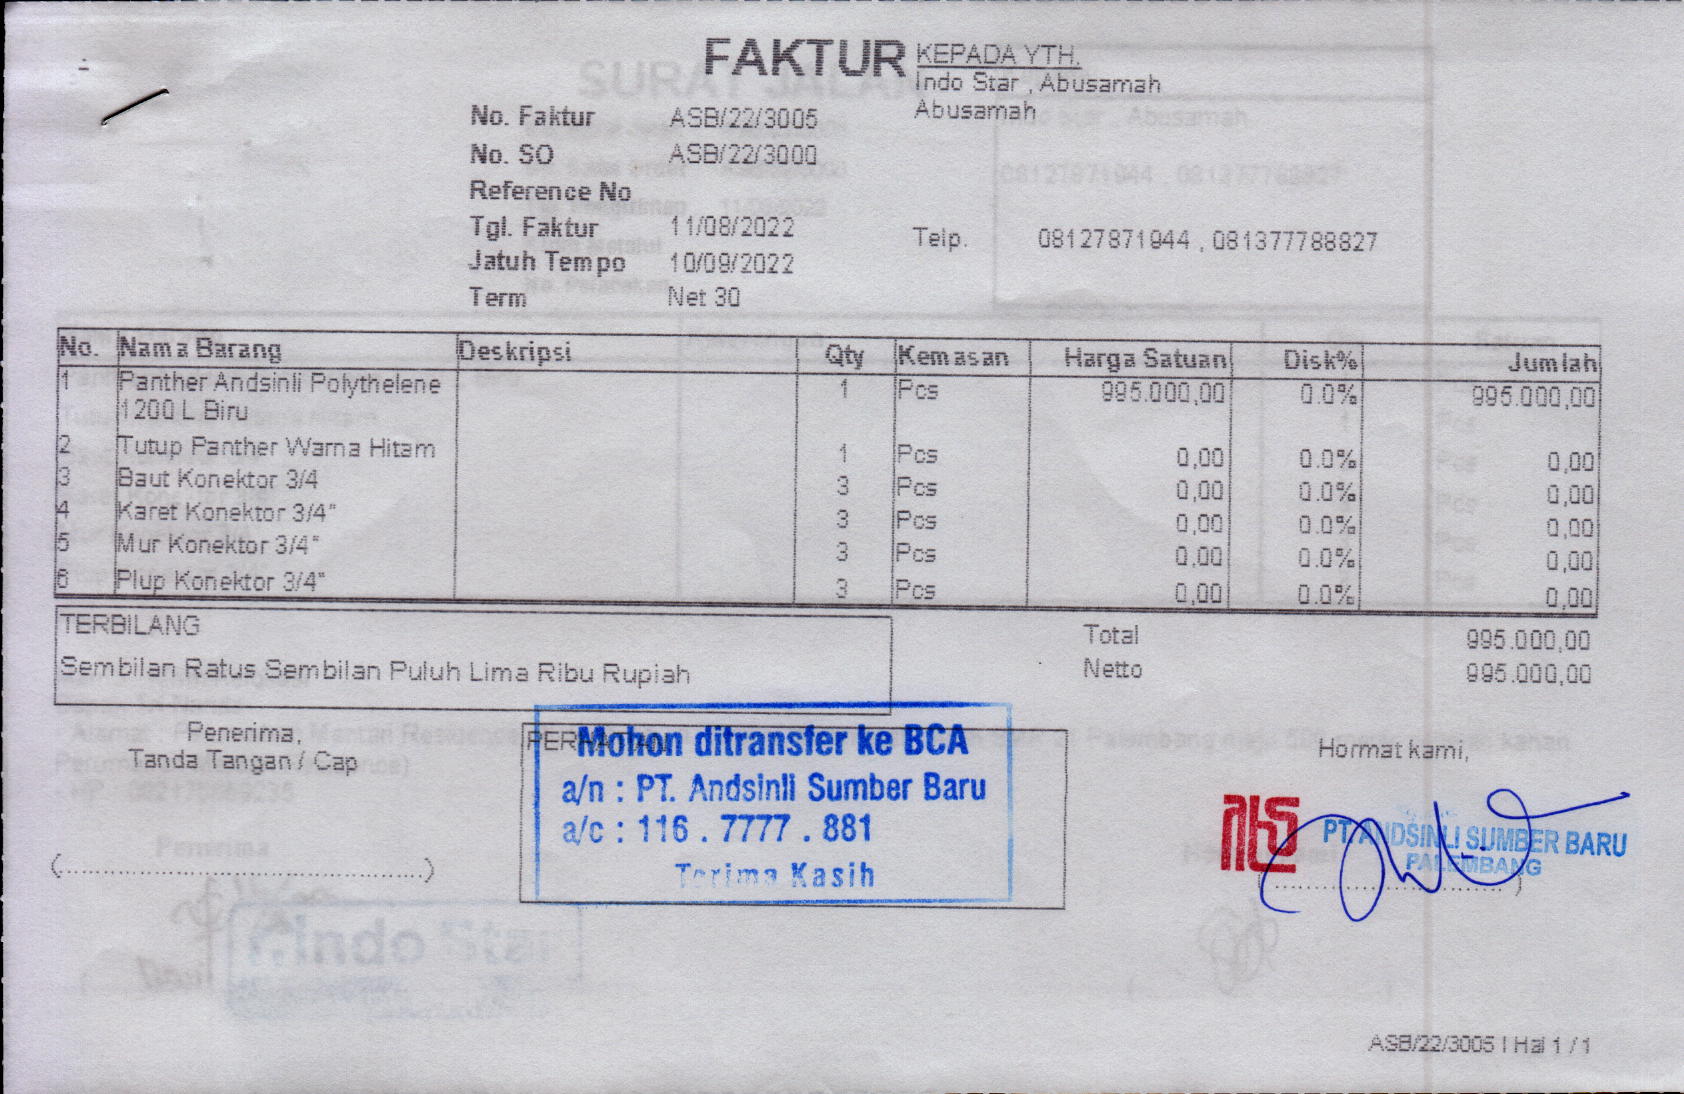 FAKTUR
KEPADA YTH.
Indo Star , Abusamah
Abusamah
No. Faktur ASB/22/3005
No. SO ASB/22/3000
Reference No
Tgl. Faktur 11/08/2022
Jatuh Tempo 10/09/2022
Term Net 30
Telp. 08127871944 , 081377788827
No. Nama Barang Deskripsi Qty Kemasan Harga Satuan Disk% Jumlah
1 Panther Andsinli Polythelene 1 Pcs 995.000,00 0.0% 995.000,00
1200 L Biru
2 Tutup Panther Warna Hitam 1 Pcs 0,00 0.0% 0,00
3 Baut Konektor 3/4 3 Pcs 0,00 0.0% 0,00
4 Karet Konektor 3/4" 3 Pcs 0,00 0.0% 0,00
5 Mur Konektor 3/4" 3 Pcs 0,00 0.0% 0,00
6 Plup Konektor 3/4" 3 Pcs 0,00 0.0% 0,00
TERBILANG
Sembilan Ratus Sembilan Puluh Lima Ribu Rupiah
Total 995.000,00
Netto 995.000,00
Penerima,
Tanda Tangan / Cap
(........................................)
Mohon ditransfer ke BCA
a/n : PT. Andsinli Sumber Baru
a/c : 116 . 7777 . 881
Terima Kasih
Hormat kami,
PT. ANDSINLI SUMBER BARU
PALEMBANG
ASB/22/3005 | Hal 1 / 1